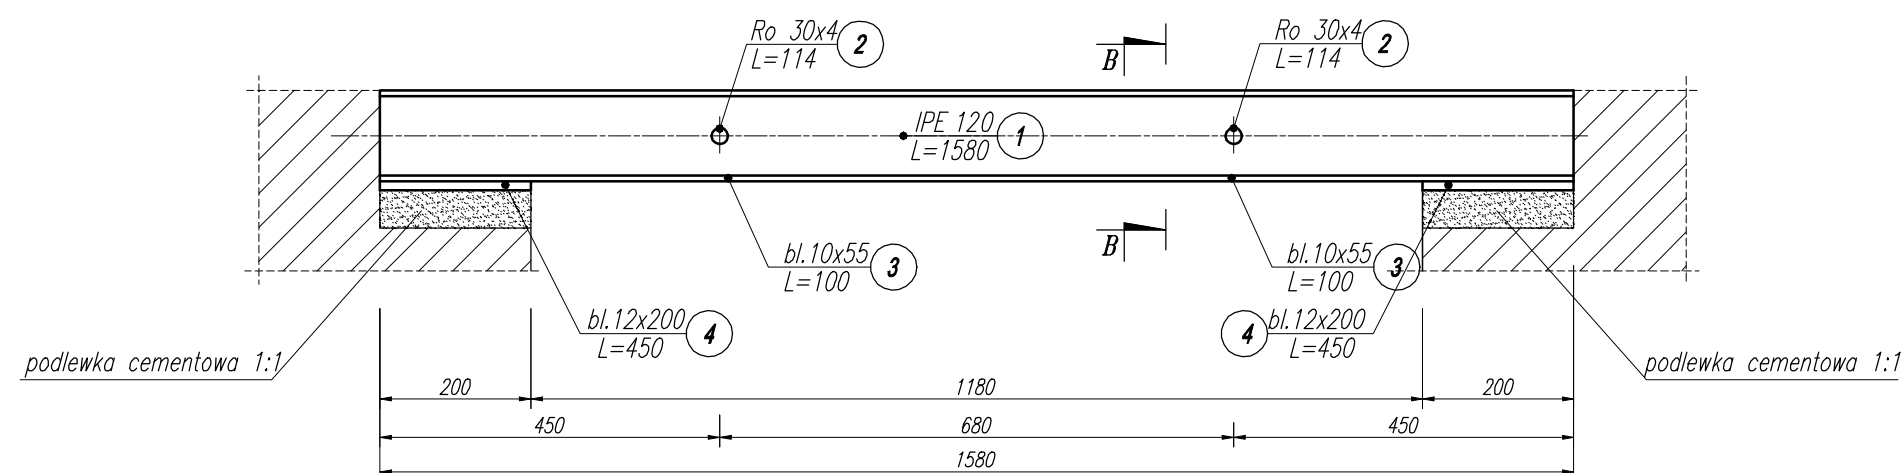 Ro 30x4
L=114
2
Ro 30x4
L=114
2
B
IPE 120
L=1580
1
B
bl.10x55
L=100
3
bl.10x55
L=100
3
bl.12x200
L=450
4
4
bl.12x200
L=450
podlewka cementowa 1:1
podlewka cementowa 1:1
200
1180
200
450
680
450
1580